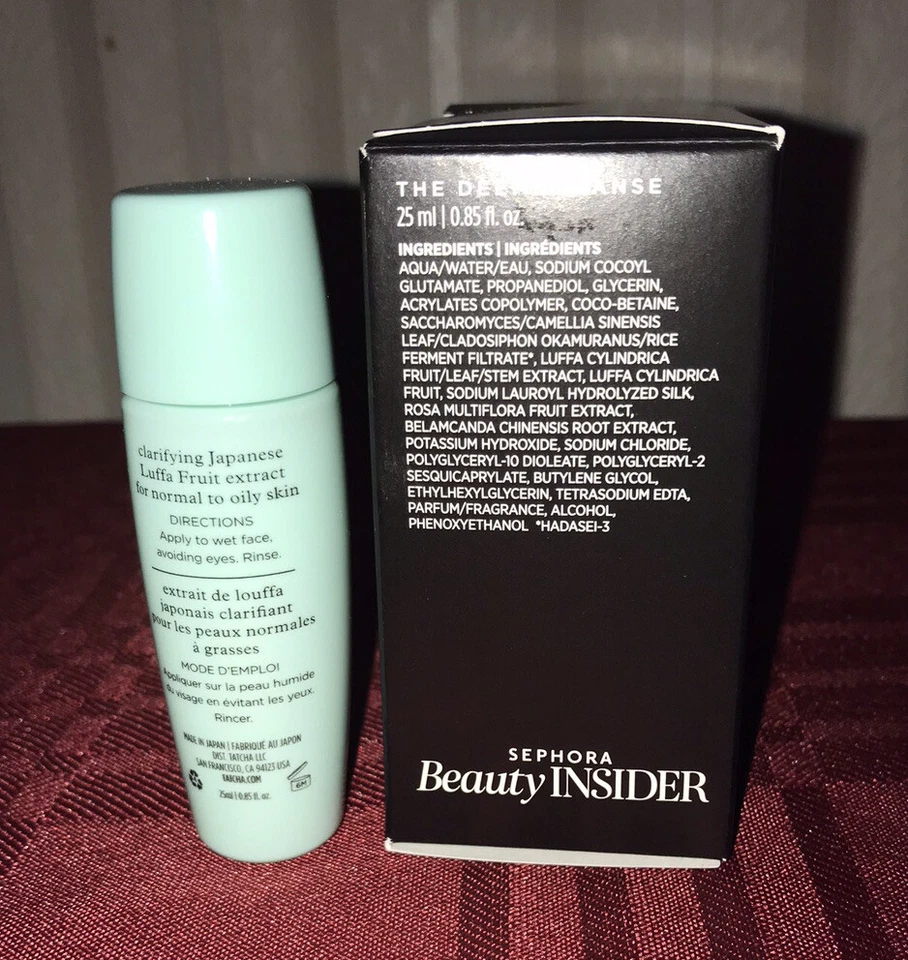 clarifying Japanese
Luffa Fruit extract
for normal to oily skin
DIRECTIONS
Apply to wet face,
avoiding eyes. Rinse.
extrait de louffa
japonais clarifiant
pour les peaux normales
à grasses
MODE D'EMPLOI
Appliquer sur la peau humide
du visage en évitant les yeux.
Rincer.
MADE IN JAPAN | FABRIQUÉ AU JAPON
DIST. TATCHA LLC
SAN FRANCISCO, CA 94123 USA
TATCHA.COM
6M
25ml | 0.85 fl. oz.
THE DEEP CLEANSE
25 ml | 0.85 fl. oz.
INGREDIENTS | INGRÉDIENTS
AQUA/WATER/EAU, SODIUM COCOYL
GLUTAMATE, PROPANEDIOL, GLYCERIN,
ACRYLATES COPOLYMER, COCO-BETAINE,
SACCHAROMYCES/CAMELLIA SINENSIS
LEAF/CLADOSIPHON OKAMURANUS/RICE
FERMENT FILTRATE*, LUFFA CYLINDRICA
FRUIT/LEAF/STEM EXTRACT, LUFFA CYLINDRICA
FRUIT, SODIUM LAUROYL HYDROLYZED SILK,
ROSA MULTIFLORA FRUIT EXTRACT,
BELAMCANDA CHINENSIS ROOT EXTRACT,
POTASSIUM HYDROXIDE, SODIUM CHLORIDE,
POLYGLYCERYL-10 DIOLEATE, POLYGLYCERYL-2
SESQUICAPRYLATE, BUTYLENE GLYCOL,
ETHYLHEXYLGLYCERIN, TETRASODIUM EDTA,
PARFUM/FRAGRANCE, ALCOHOL,
PHENOXYETHANOL *HADASEI-3
SEPHORA
Beauty INSIDER